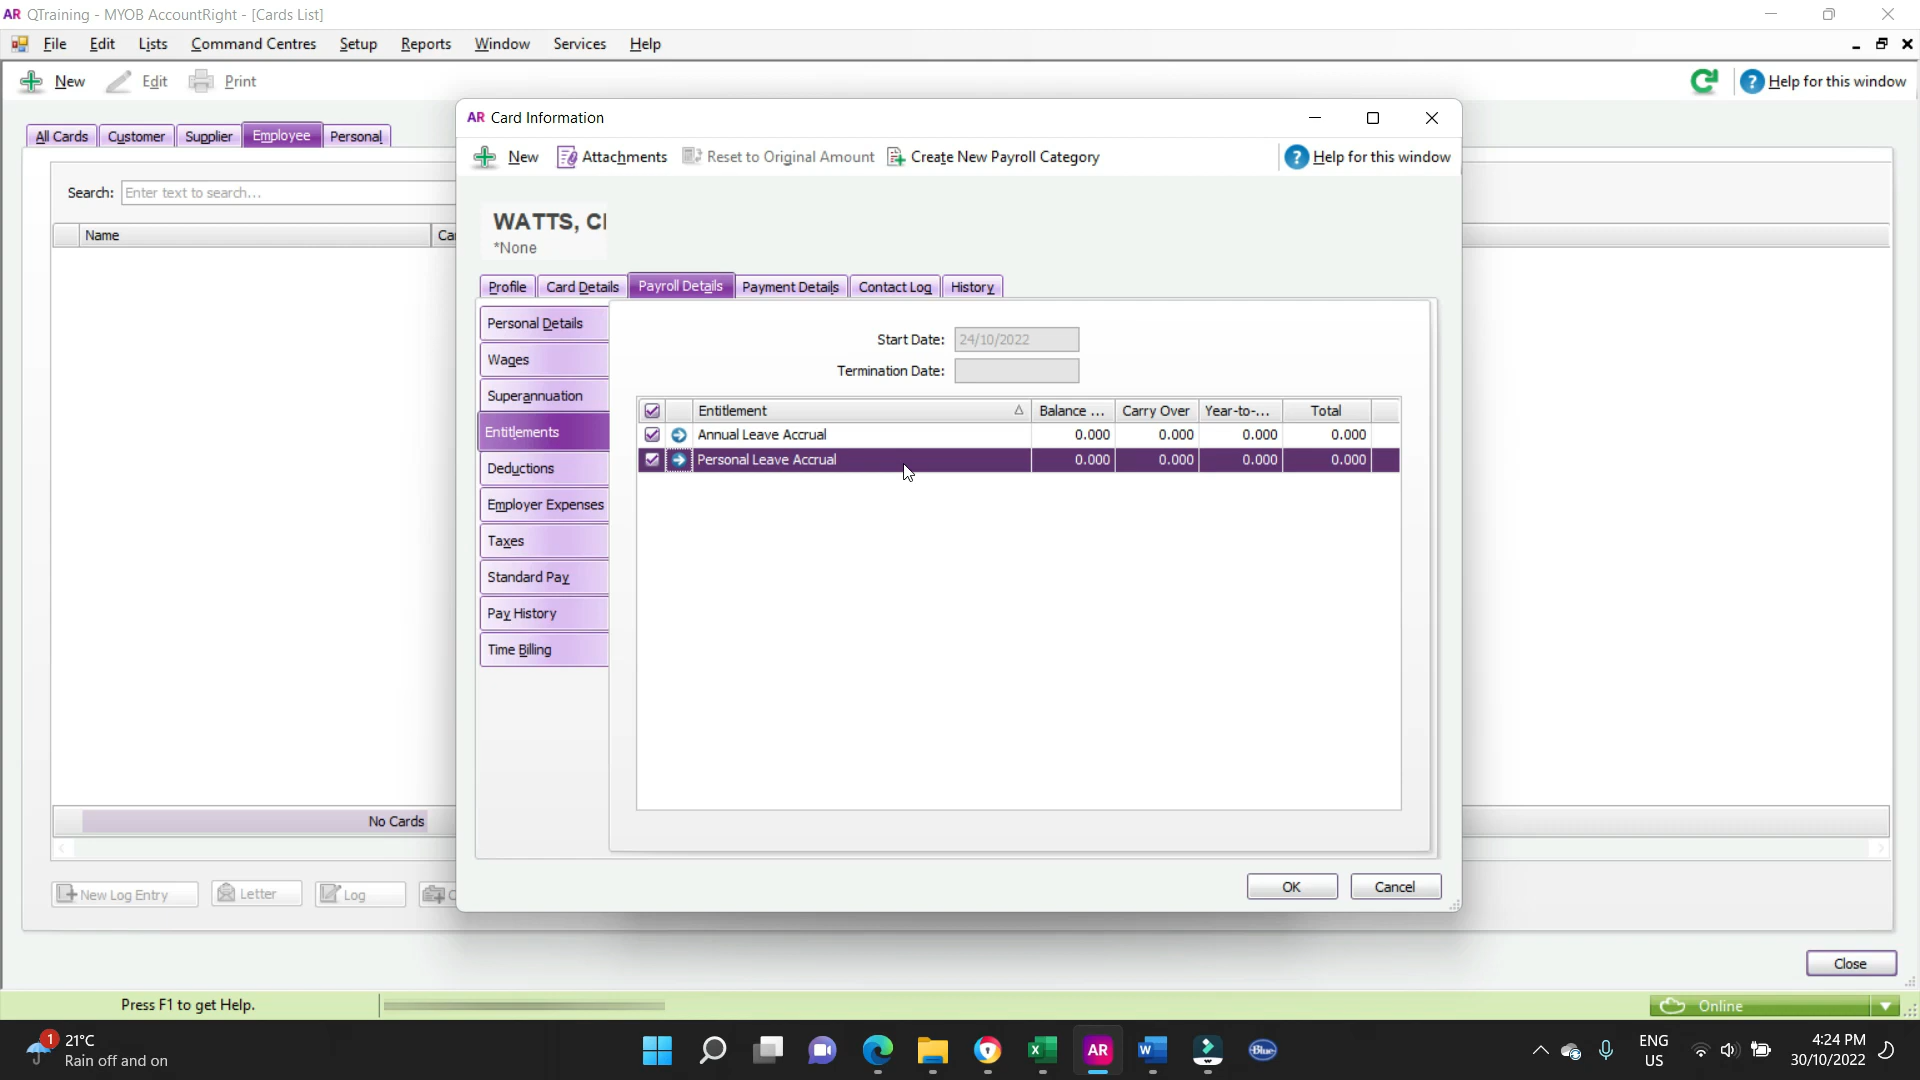 AR QTraining - MYOB AccountRight - [Cards List]
File Edit Lists Command Centres Setup Reports Window Services Help
New Edit Print Help for this window
All Cards Customer Supplier Employee Personal
Search: Enter text to search...
Name
AR Card Information
New Attachments Reset to Original Amount Create New Payroll Category Help for this window
WATTS,
*None
Profile Card Details Payroll Details Payment Details Contact Log History
Personal Details
Wages
Superannuation
Entitlements
Deductions
Employer Expenses
Taxes
Standard Pay
Pay History
Time Billing
Start Date: 24/10/2022
Termination Date:
Entitlement Balance ... Carry Over Year-to-... Total
Annual Leave Accrual 0.000 0.000 0.000 0.000
Personal Leave Accrual 0.000 0.000 0.000 0.000
No Cards
New Log Entry Letter Log
OK Cancel
Close
Press F1 to get Help. Online
1 21°C
Rain off and on
AR
Blue
ENG
US
4:24 PM
30/10/2022